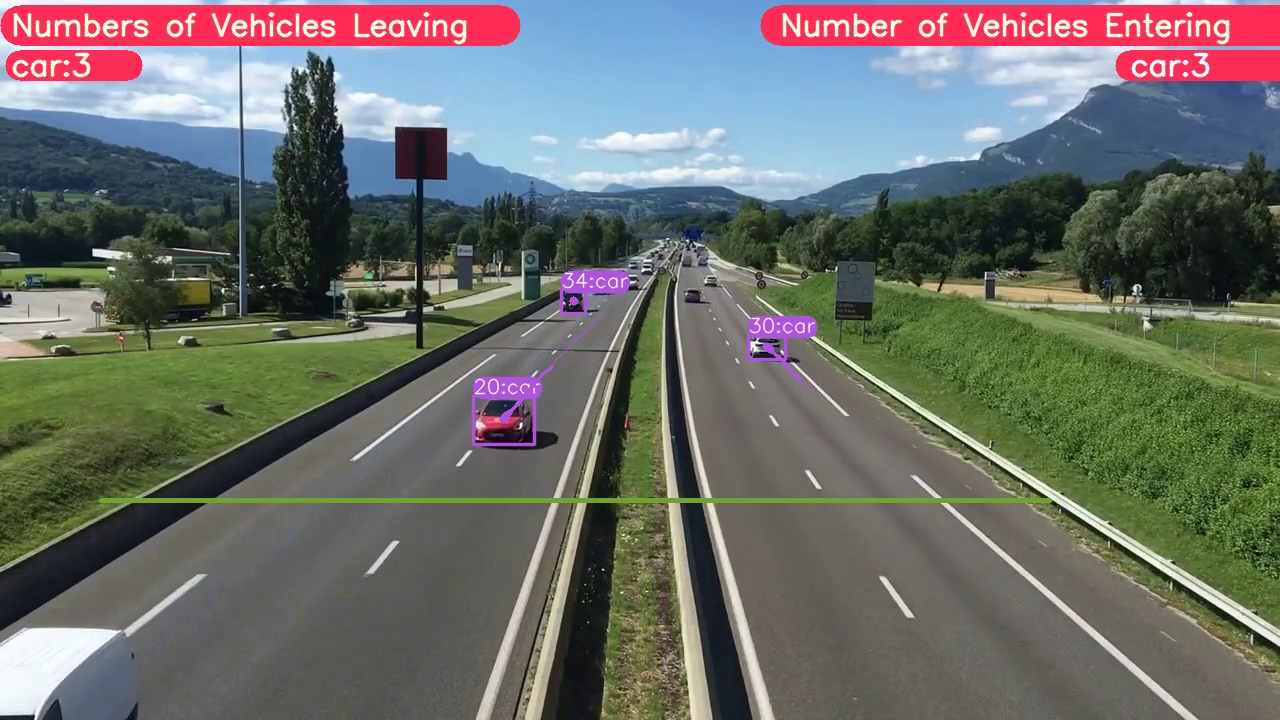 Numbers of Vehicles Leaving
Number of Vehicles Entering
car:3
car:3
34:car
30:car
20:car